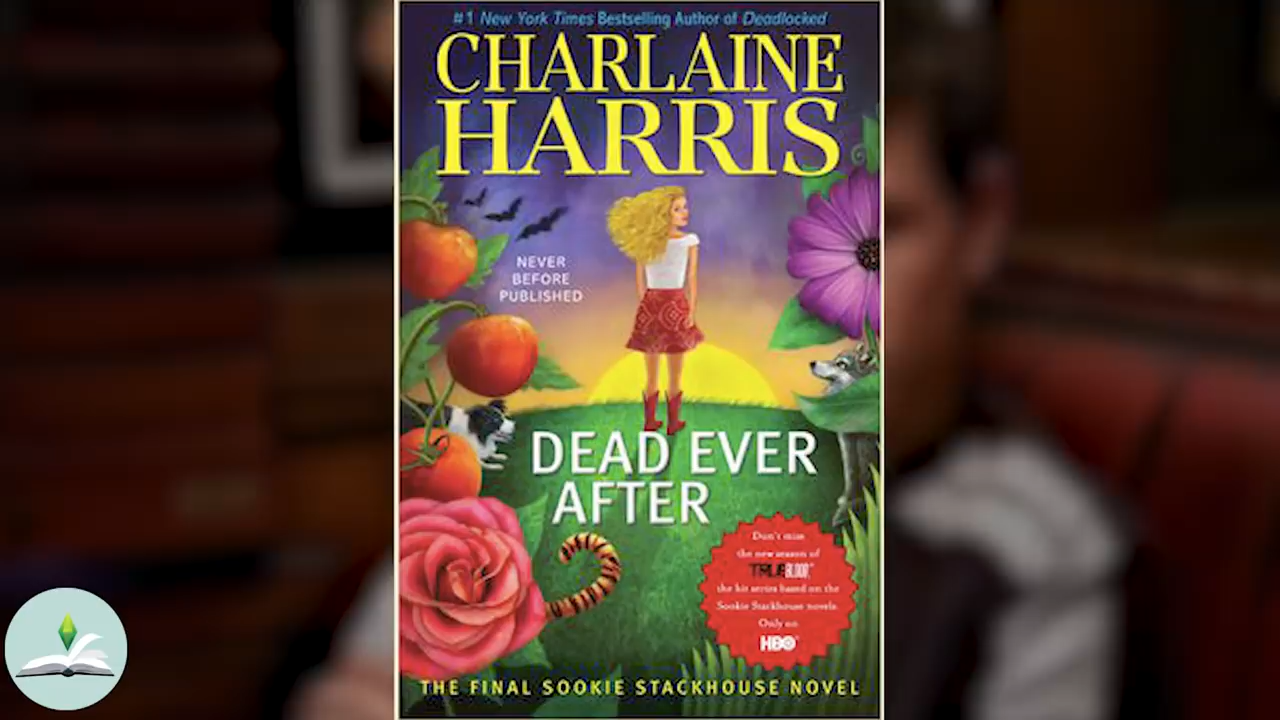 #1 New York Times Bestselling Author of Deadlocked
CHARLAINE
HARRIS
NEVER
BEFORE
PUBLISHED
DEAD EVER
AFTER
Don't miss
the new season of
TRUE BLOOD,
the hit series based on the
Sookie Stackhouse novels.
Only on
HBO
THE FINAL SOOKIE STACKHOUSE NOVEL